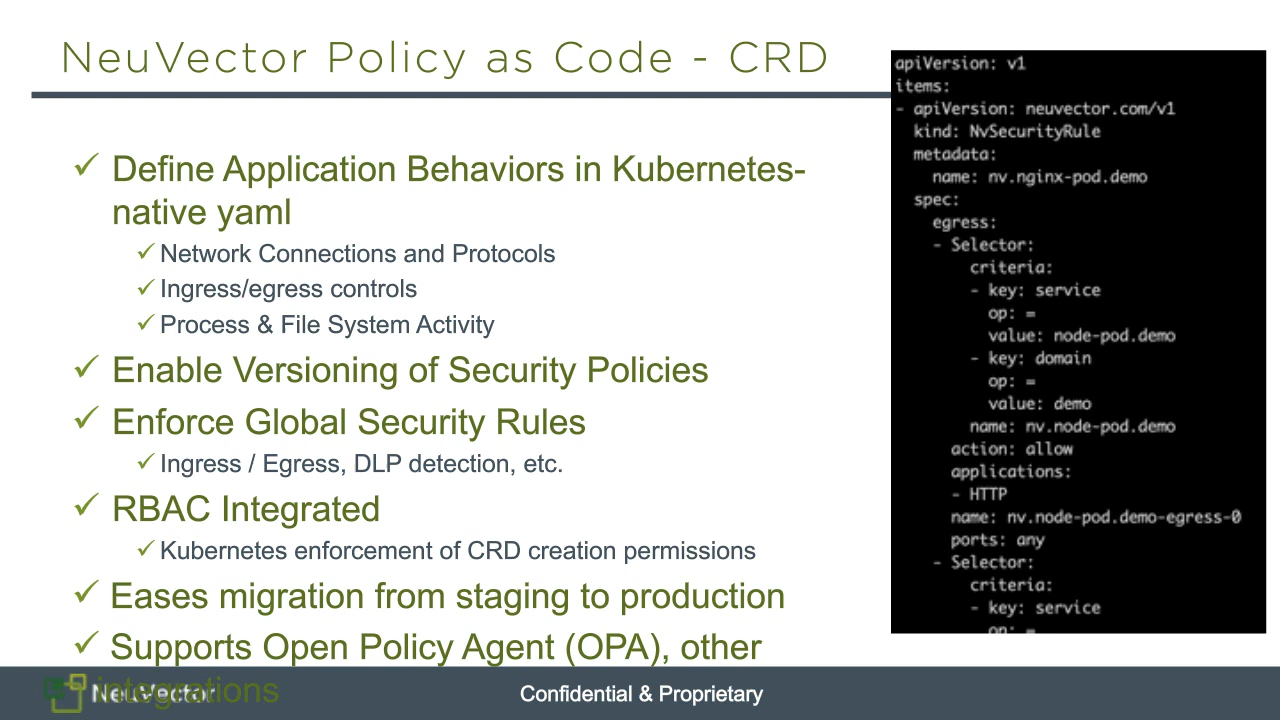 NeuVector Policy as Code - CRD
Define Application Behaviors in Kubernetes-
native yaml
Network Connections and Protocols
Ingress/egress controls
Process & File System Activity
Enable Versioning of Security Policies
Enforce Global Security Rules
Ingress / Egress, DLP detection, etc.
RBAC Integrated
Kubernetes enforcement of CRD creation permissions
Eases migration from staging to production
Supports Open Policy Agent (OPA), other
integrations
apiVersion: v1
items:
- apiVersion: neuvector.com/v1
kind: NvSecurityRule
metadata:
name: nv.nginx-pod.demo
spec:
egress:
- Selector:
criteria:
- key: service
op: =
value: node-pod.demo
- key: domain
op: =
value: demo
name: nv.node-pod.demo
action: allow
applications:
- HTTP
name: nv.node-pod.demo-egress-0
ports: any
- Selector:
criteria:
- key: service
op: =
NeuVector
Confidential & Proprietary